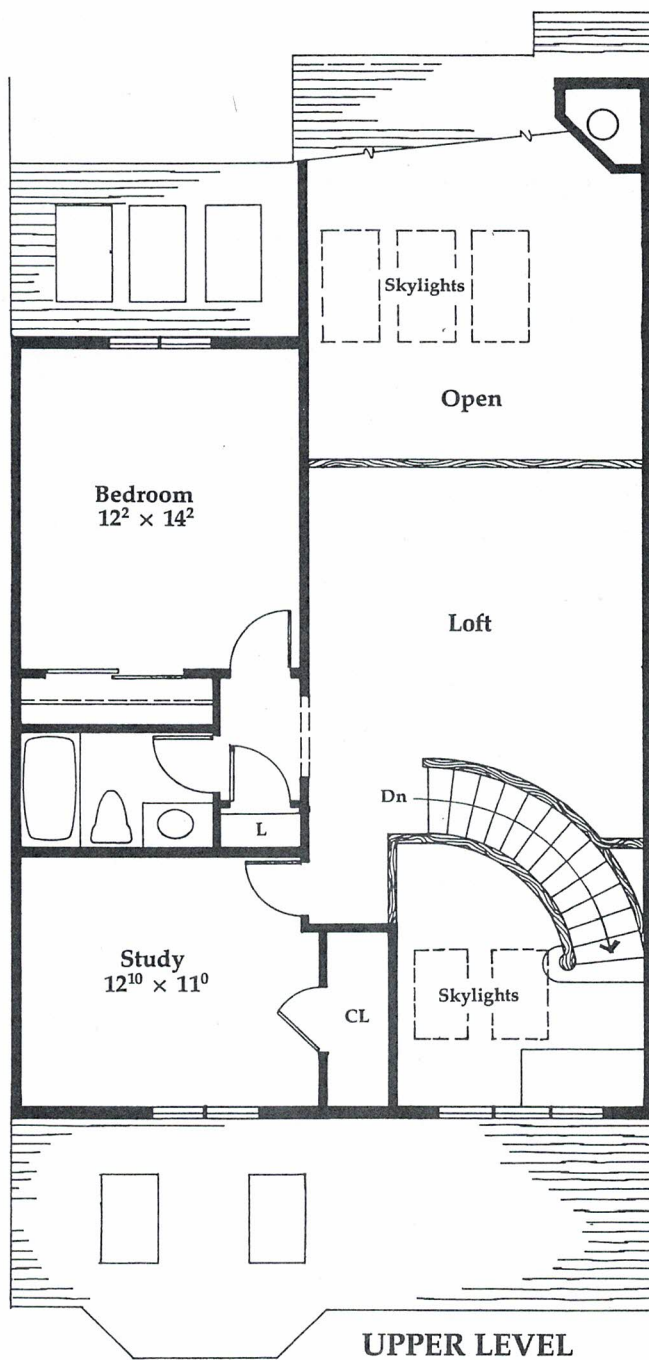 Skylights
Open
Bedroom
12² × 14²
Loft
Dn
L
Study
12¹⁰ × 11⁰
CL
Skylights
UPPER LEVEL